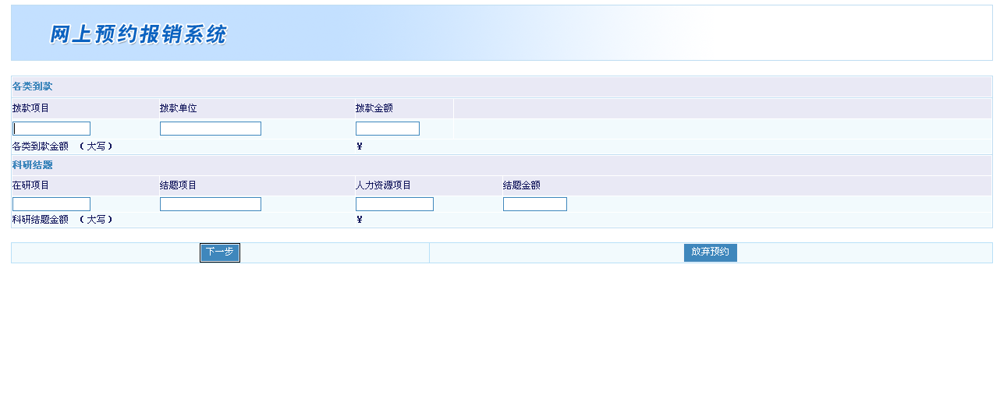 网上预约报销系统
各类到款
拨款项目 拨款单位 拨款金额
各类到款金额 （大写） ￥
科研结题
在研项目 结题项目 人力资源项目 结题金额
科研结题金额 （大写） ￥
下一步 放弃预约